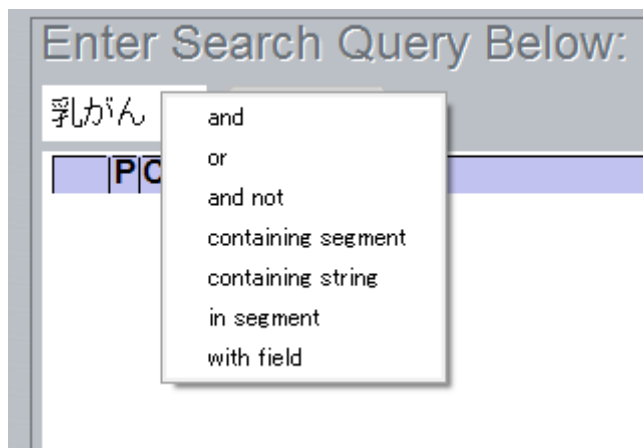 Enter Search Query Below:
乳がん
and
P
or
and not
containing segment
containing string
in segment
with field